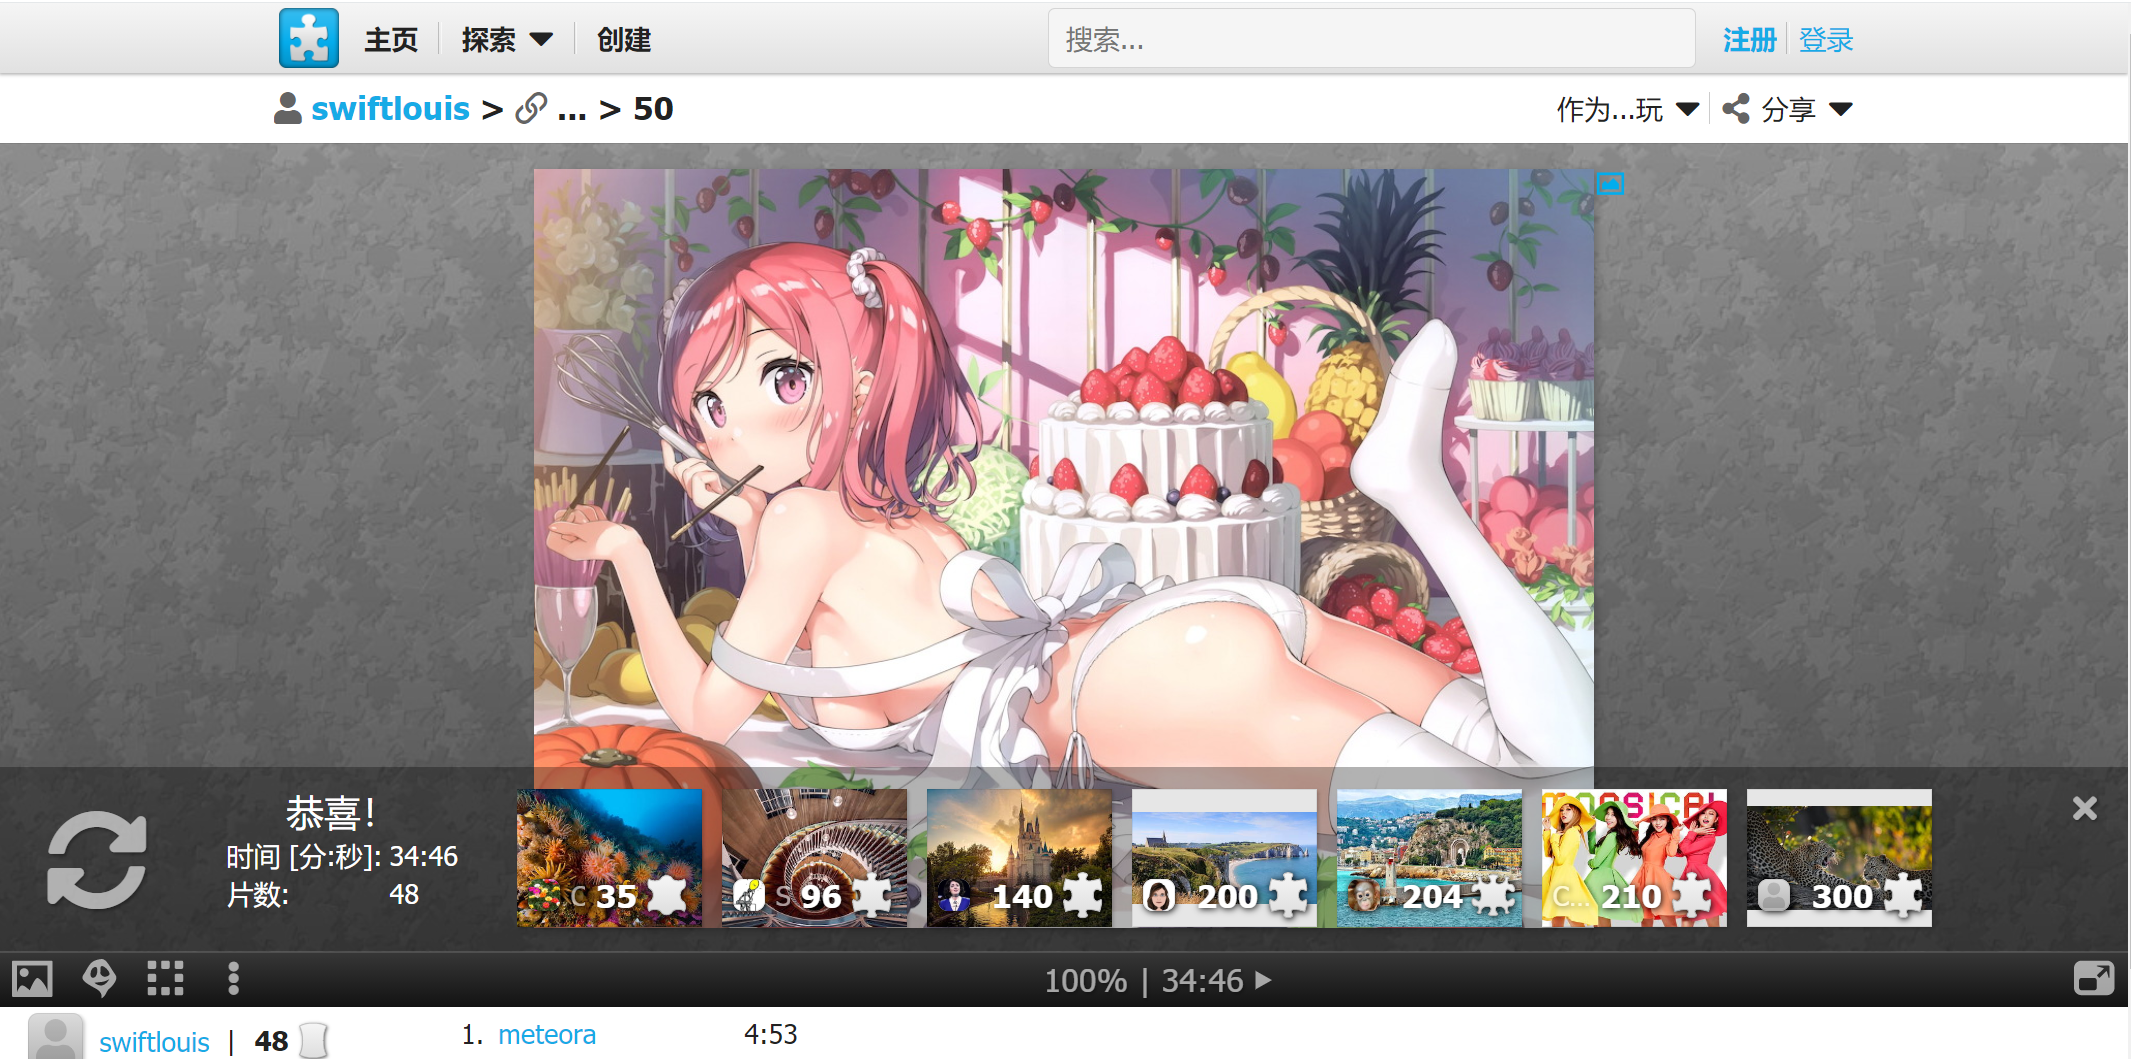 主页 探索 创建 搜索... 注册 登录
swiftlouis > ... > 50 作为...玩 分享
恭喜！
时间 [分:秒]: 34:46
片数: 48
C 35 S 96 140 200 204 C... 210 300
100% | 34:46
swiftlouis | 48 1. meteora 4:53